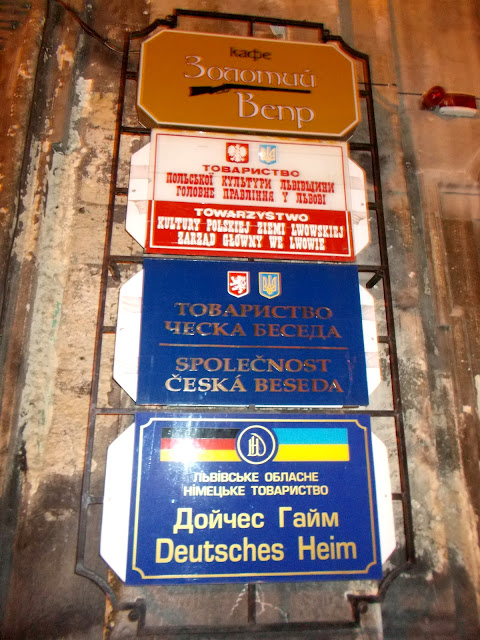 кафе
Золотий
Вепр
ТОВАРИСТВО
ПОЛЬСЬКОЇ КУЛЬТУРИ ЛЬВІВЩИНИ
ГОЛОВНЕ ПРАВЛІННЯ У ЛЬВОВІ
TOWARZYSTWO
KULTURY POLSKIEJ ZIEMI LWOWSKIEJ
ZARZĄD GŁÓWNY WE LWOWIE
ТОВАРИСТВО
ЧЕСКА БЕСЕДА
SPOLEČNOST
ČESKÁ BESEDA
ЛЬВІВСЬКЕ ОБЛАСНЕ
НІМЕЦЬКЕ ТОВАРИСТВО
Дойчес Гайм
Deutsches Heim